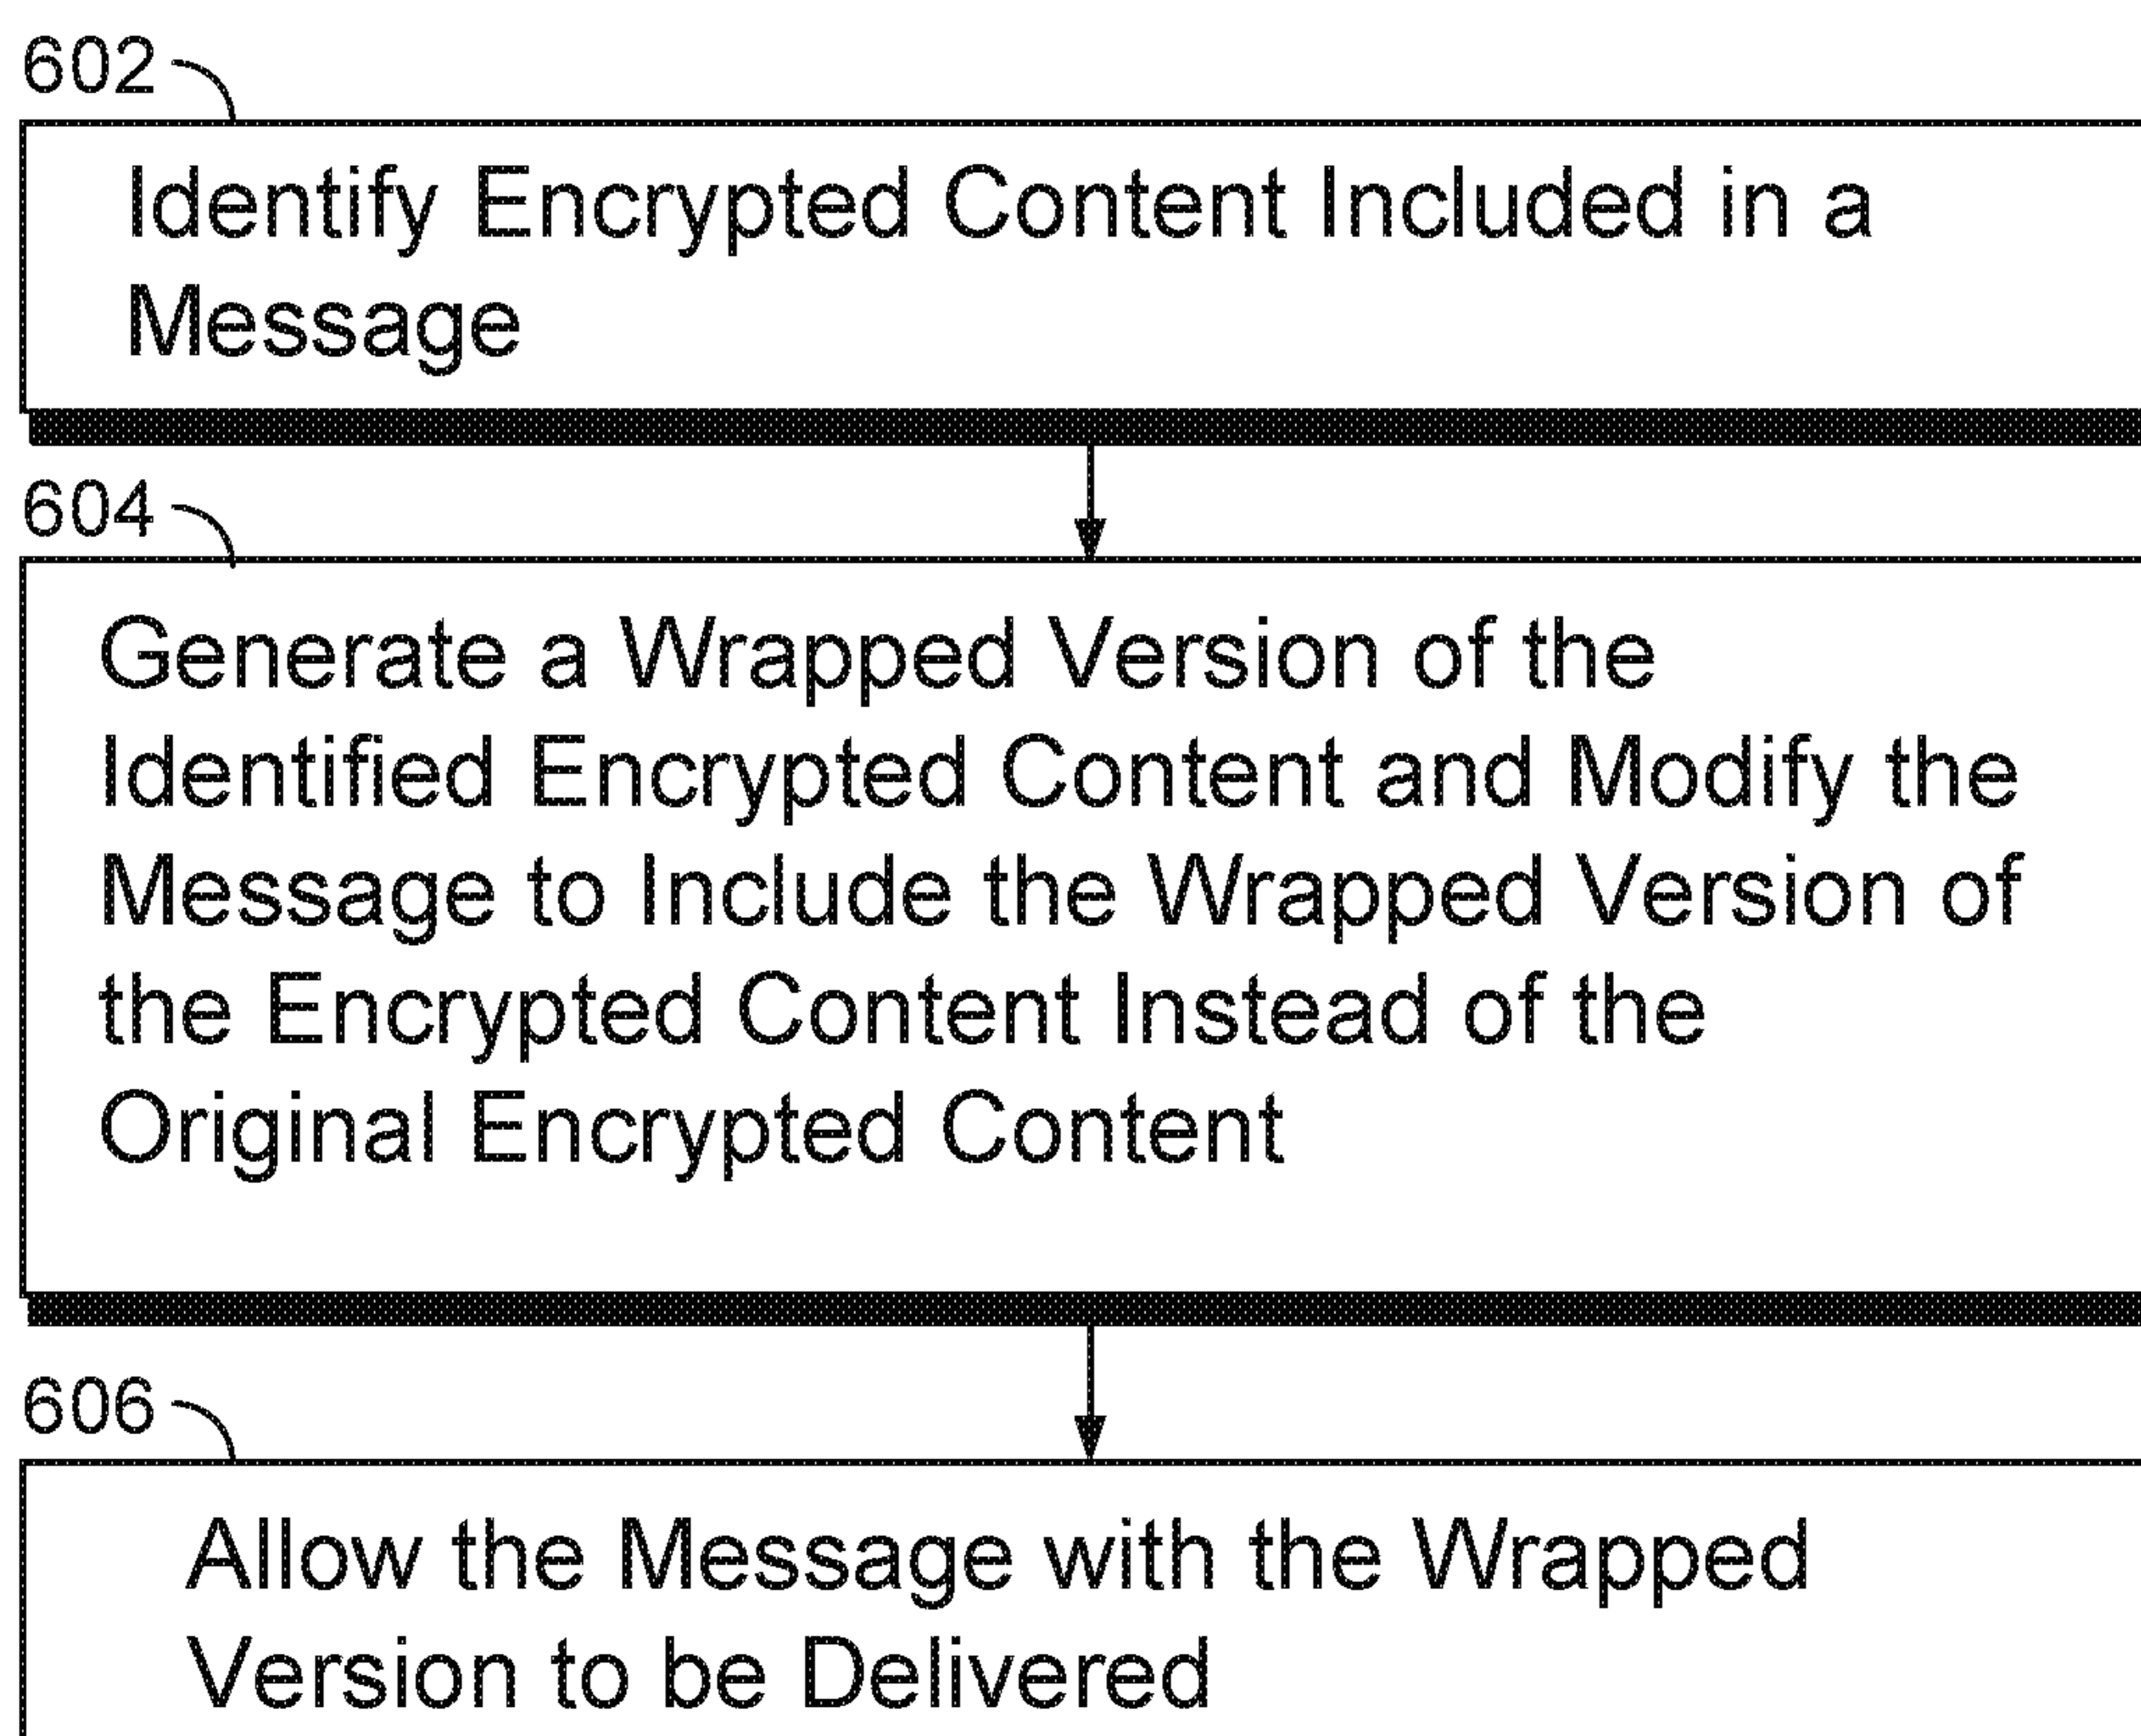 602
Identify Encrypted Content Included in a
Message
604
Generate a Wrapped Version of the
Identified Encrypted Content and Modify the
Message to Include the Wrapped Version of
the Encrypted Content Instead of the
Original Encrypted Content
606
Allow the Message with the Wrapped
Version to be Delivered